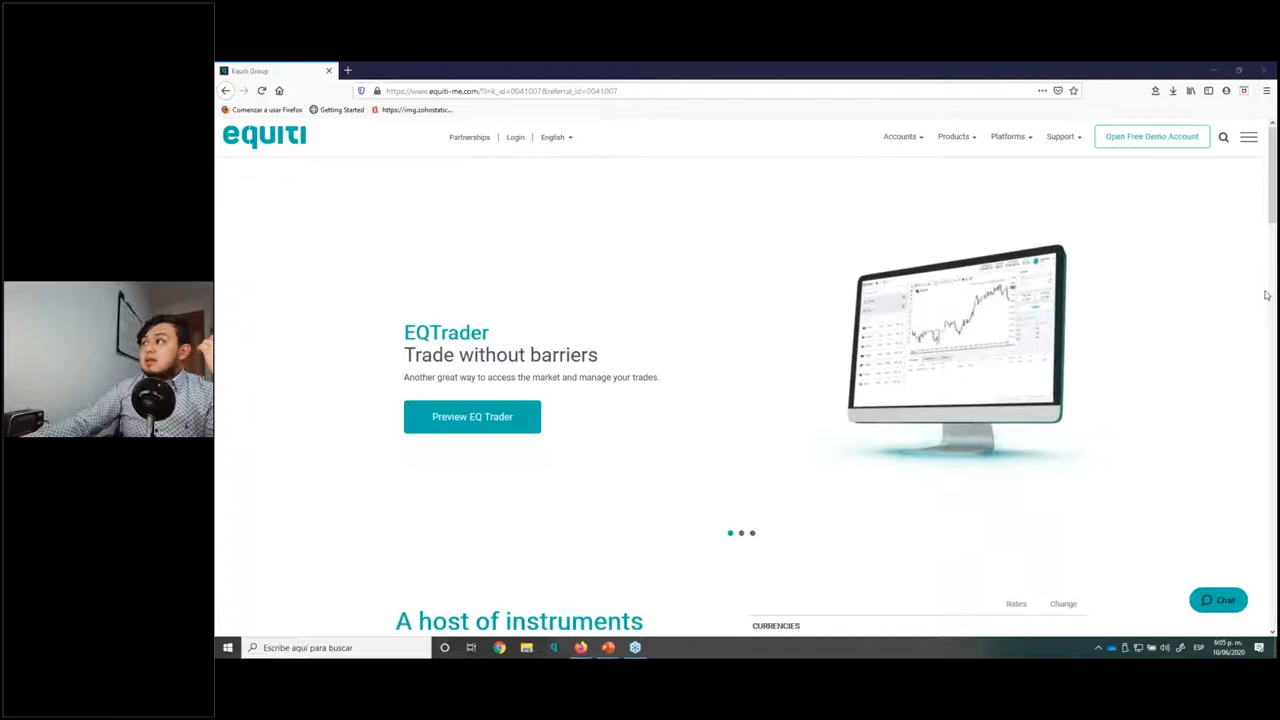 Equiti Group
https://www.equiti-me.com/?link_id=0041007&referral_id=0041007
Comenzar a usar Firefox
Getting Started
https://img.zohostatic...
equiti
Partnerships
Login
English
Accounts
Products
Platforms
Support
Open Free Demo Account
EQTrader
Trade without barriers
Another great way to access the market and manage your trades.
Preview EQ Trader
A host of instruments
Rates
Change
CURRENCIES
Chat
Escribe aquí para buscar
ESP
6:05 p. m.
10/06/2020